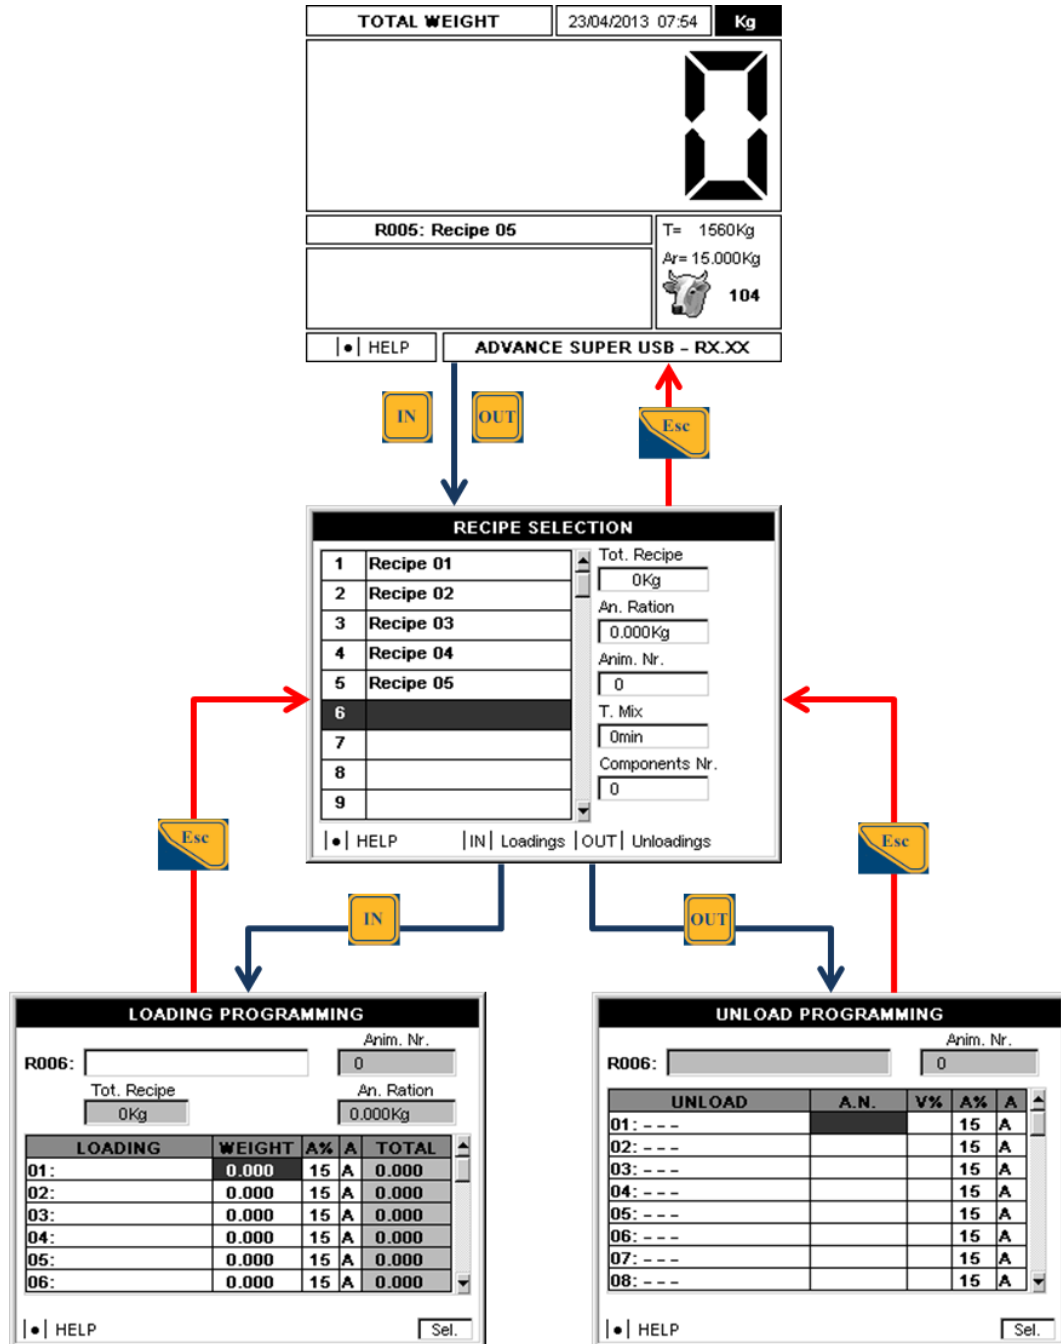 TOTAL WEIGHT 23/04/2013 07:54 Kg
0
R005: Recipe 05
T= 1560Kg
Ar= 15.000Kg
104
|•| HELP ADVANCE SUPER USB - RX.XX
IN OUT Esc
RECIPE SELECTION
1 Recipe 01
2 Recipe 02
3 Recipe 03
4 Recipe 04
5 Recipe 05
6
7
8
9
Tot. Recipe
0Kg
An. Ration
0.000Kg
Anim. Nr.
0
T. Mix
0min
Components Nr.
0
|•| HELP |IN| Loadings |OUT| Unloadings
Esc
Esc
IN
OUT
LOADING PROGRAMMING
Anim. Nr.
R006: 0
Tot. Recipe An. Ration
0Kg 0.000Kg
LOADING WEIGHT A% A TOTAL
01: 0.000 15 A 0.000
02: 0.000 15 A 0.000
03: 0.000 15 A 0.000
04: 0.000 15 A 0.000
05: 0.000 15 A 0.000
06: 0.000 15 A 0.000
|•| HELP Sel.
UNLOAD PROGRAMMING
Anim. Nr.
R006: 0
UNLOAD A.N. V% A% A
01: - - - 15 A
02: - - - 15 A
03: - - - 15 A
04: - - - 15 A
05: - - - 15 A
06: - - - 15 A
07: - - - 15 A
08: - - - 15 A
|•| HELP Sel.